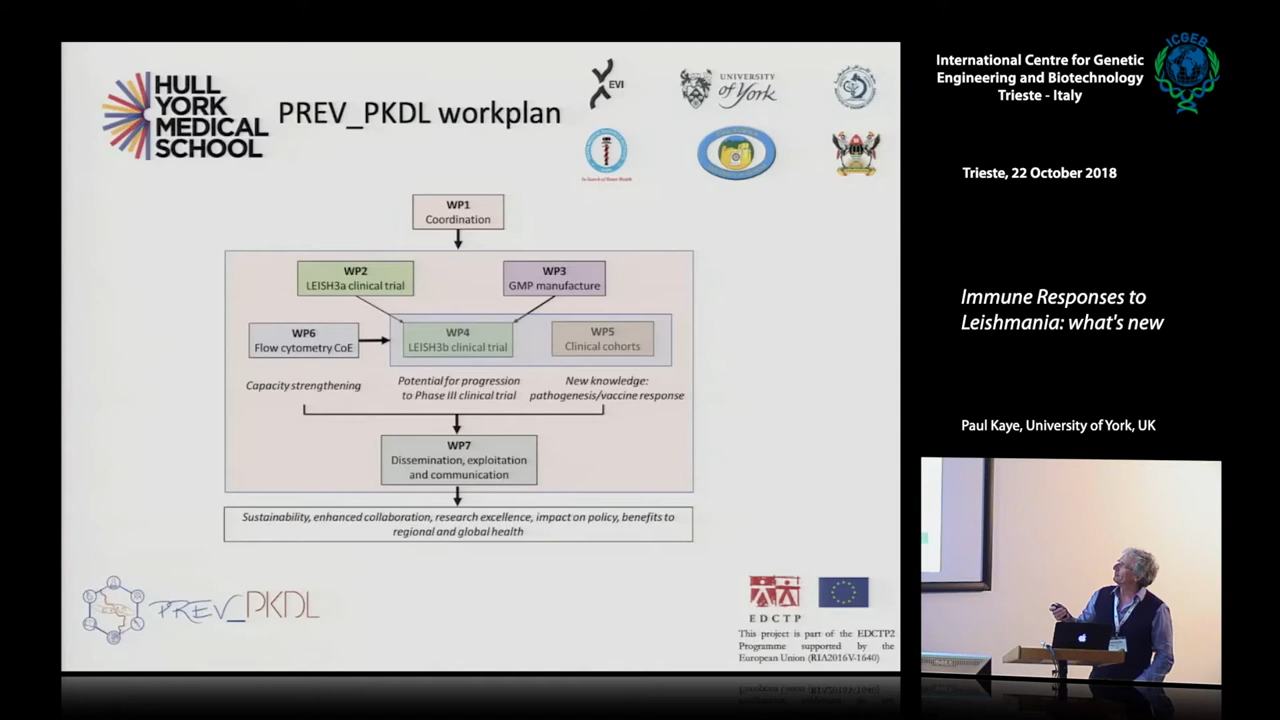 HULL
YORK
MEDICAL
SCHOOL
PREV_PKDL workplan
EVI
UNIVERSITY
of York
WP1
Coordination
WP2
LEISH3a clinical trial
WP3
GMP manufacture
WP6
Flow cytometry CoE
WP4
LEISH3b clinical trial
WP5
Clinical cohorts
Capacity strengthening
Potential for progression
to Phase III clinical trial
New knowledge:
pathogenesis/vaccine response
WP7
Dissemination, exploitation
and communication
Sustainability, enhanced collaboration, research excellence, impact on policy, benefits to
regional and global health
PREV_PKDL
EDCTP
This project is part of the EDCTP2
Programme supported by the
European Union (RIA2016V-1640)
ICGEB
International Centre for Genetic
Engineering and Biotechnology
Trieste - Italy
Trieste, 22 October 2018
Immune Responses to
Leishmania: what's new
Paul Kaye, University of York, UK